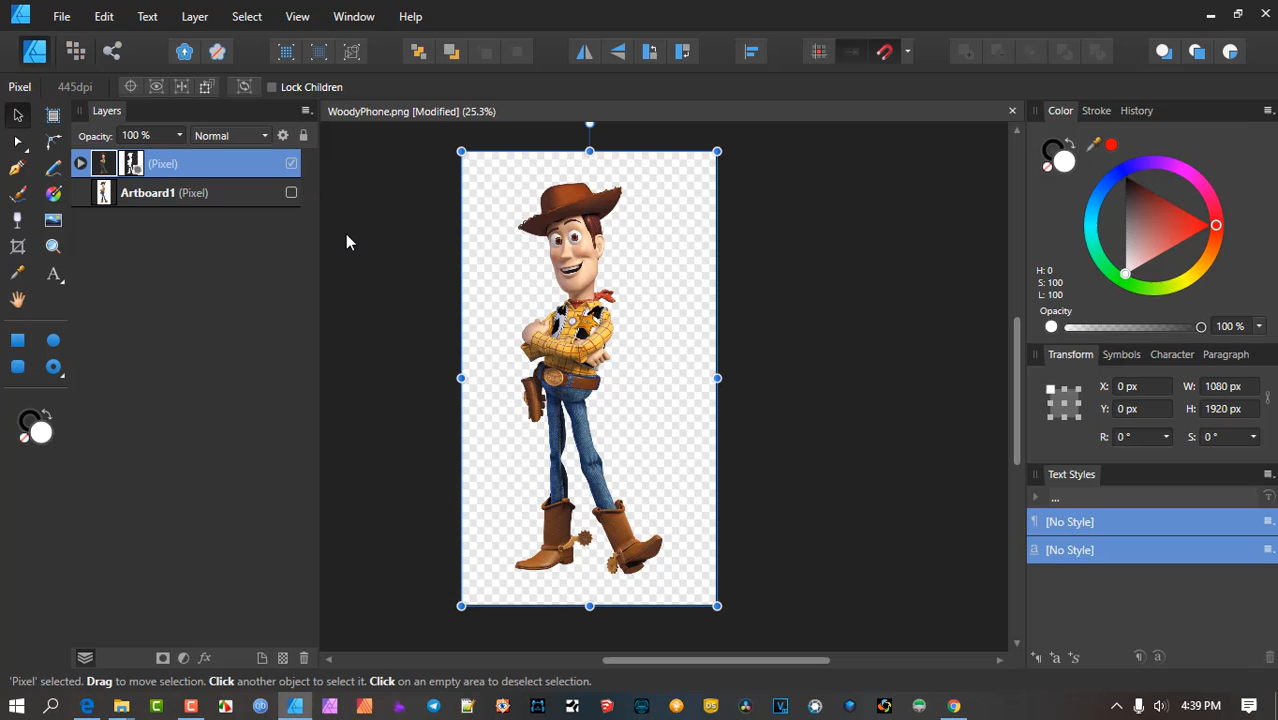 File Edit Text Layer Select View Window Help
Pixel 445dpi Lock Children
Layers
WoodyPhone.png [Modified] (25.3%)
Color Stroke History
Opacity: 100 % Normal
(Pixel)
Artboard1 (Pixel)
H: 0
S: 100
L: 100
Opacity
100 %
Transform Symbols Character Paragraph
X: 0 px W: 1080 px
Y: 0 px H: 1920 px
R: 0 ° S: 0 °
Text Styles
...
[No Style]
[No Style]
'Pixel' selected. Drag to move selection. Click another object to select it. Click on an empty area to deselect selection.
4:39 PM